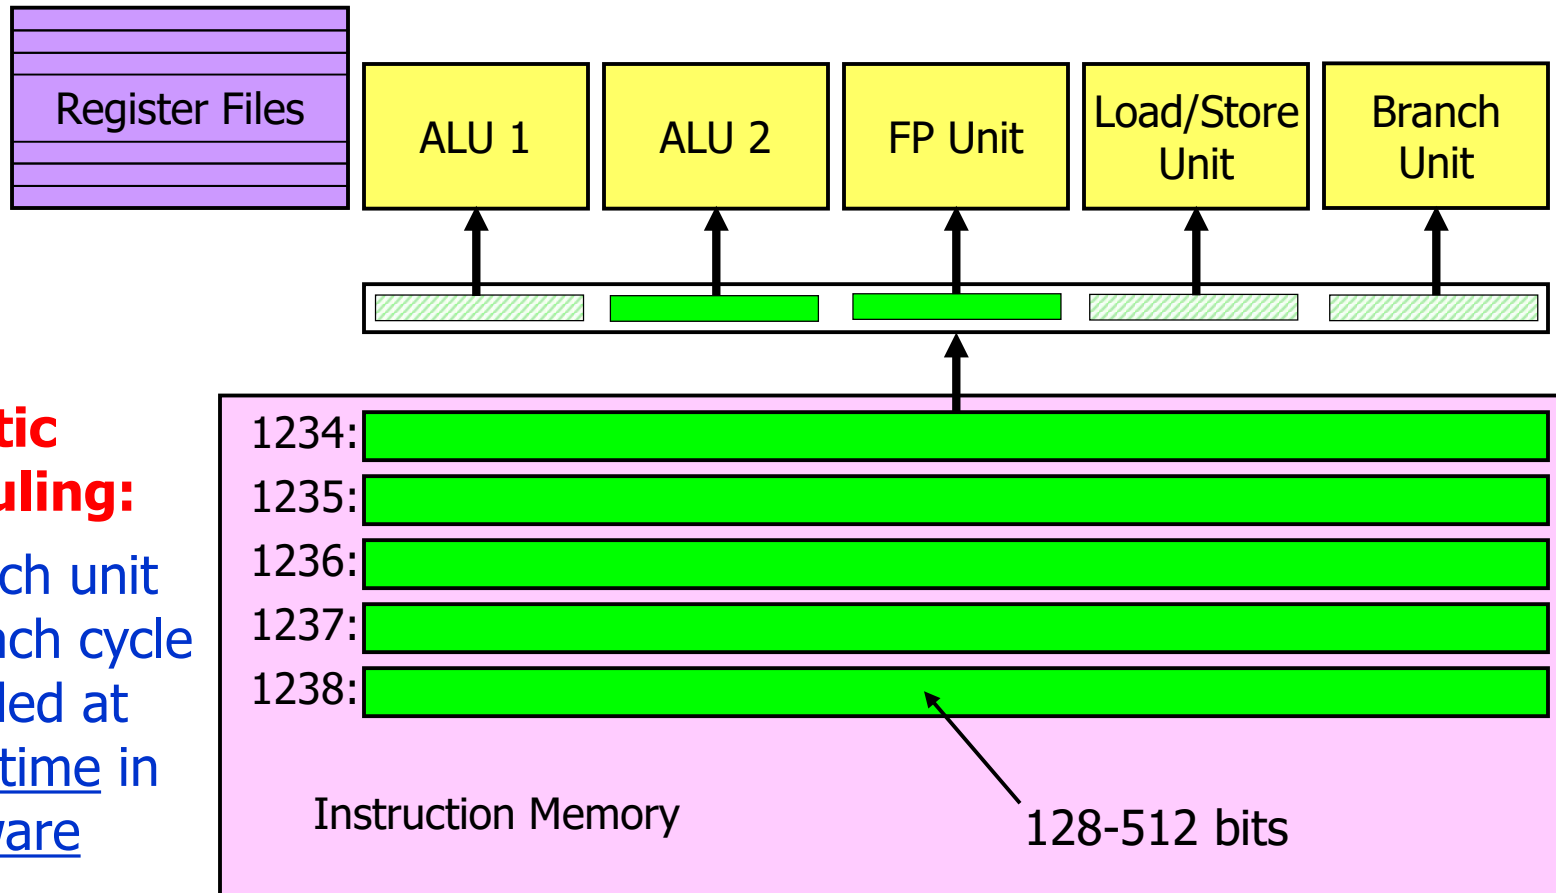 Register Files
ALU 1
ALU 2
FP Unit
Load/Store
Unit
Branch
Unit
tic
uling:
ch unit
ach cycle
led at
time in
ware
1234:
1235:
1236:
1237:
1238:
Instruction Memory
128-512 bits